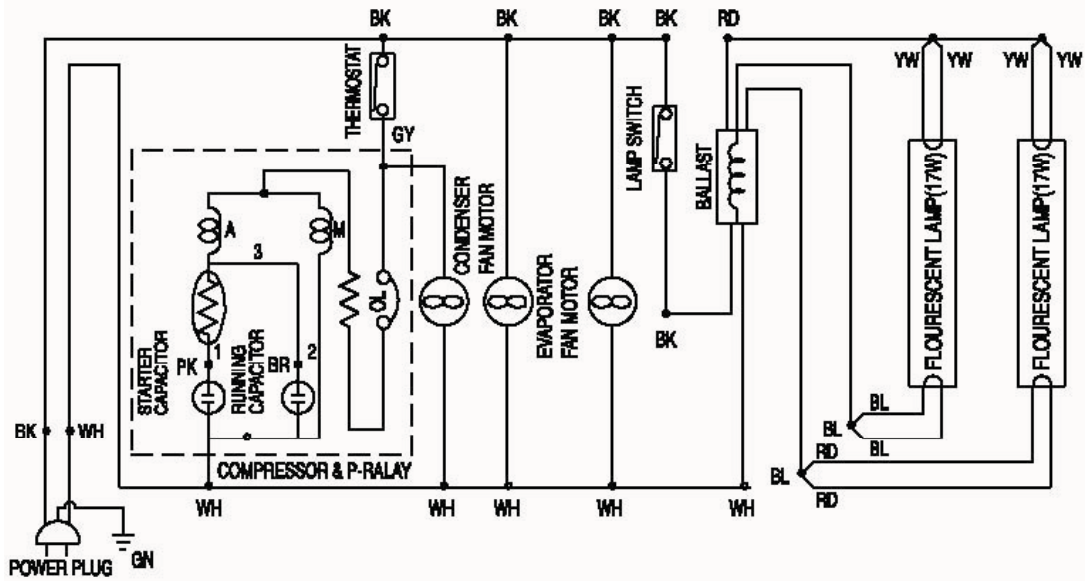 BK
BK
BK
BK
RD
YW
YW
YW
YW
THERMOSTAT
GY
LAMP SWITCH
BALLAST
FLOURESCENT LAMP(17W)
FLOURESCENT LAMP(17W)
A
M
3
OL
CONDENSER
FAN MOTOR
EVAPORATOR
FAN MOTOR
BK
STARTER
CAPACITOR
PK
1
RUNNING
CAPACITOR
BR
2
BK
WH
COMPRESSOR & P-RALAY
BL
BL
BL
RD
BL
RD
WH
WH
WH
WH
WH
GN
POWER PLUG